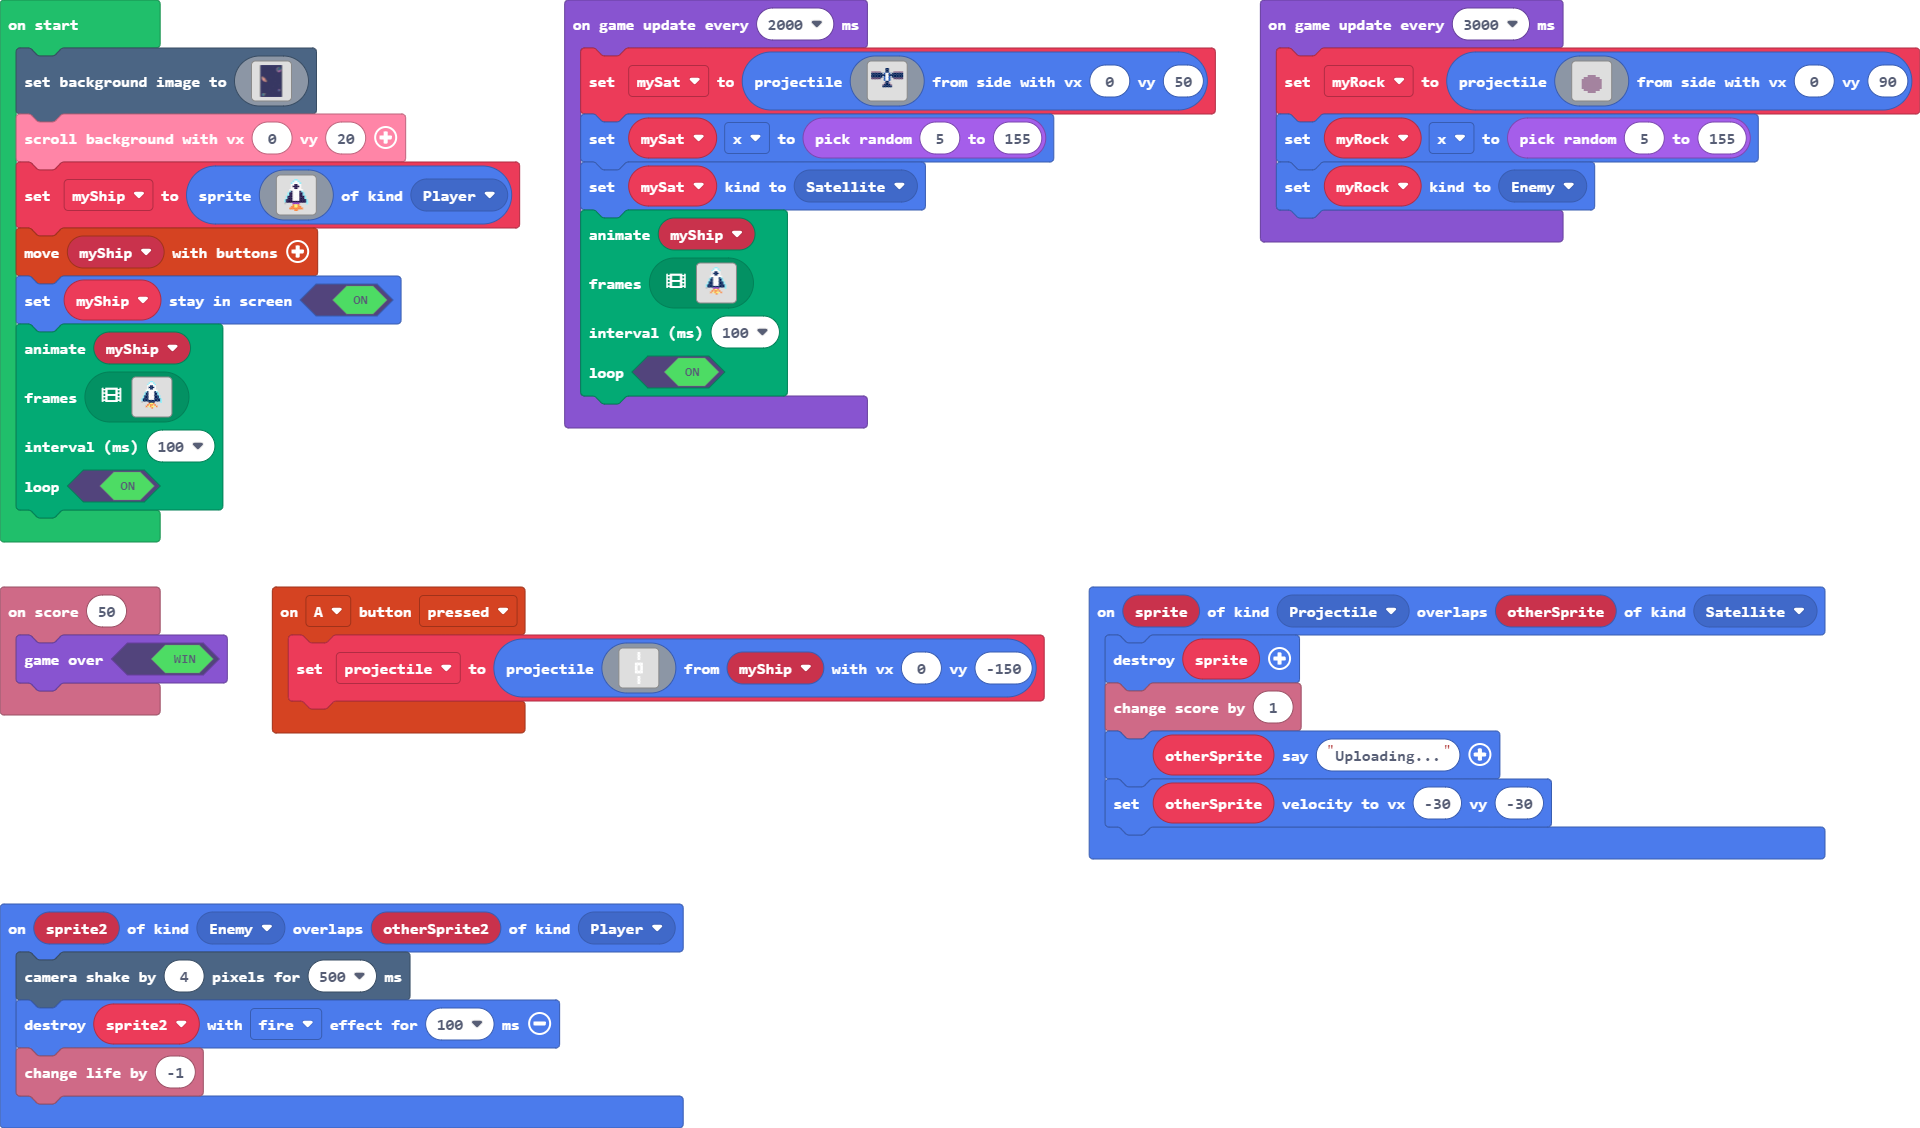 on start
set background image to
scroll background with vx 0 vy 20
set myShip to sprite of kind Player
move myShip with buttons
set myShip stay in screen ON
animate myShip
frames
interval (ms) 100
loop ON
on game update every 2000 ms
set mySat to projectile from side with vx 0 vy 50
set mySat x to pick random 5 to 155
set mySat kind to Satellite
animate myShip
frames
interval (ms) 100
loop ON
on game update every 3000 ms
set myRock to projectile from side with vx 0 vy 90
set myRock x to pick random 5 to 155
set myRock kind to Enemy
on score 50
game over WIN
on A button pressed
set projectile to projectile from myShip with vx 0 vy -150
on sprite of kind Projectile overlaps otherSprite of kind Satellite
destroy sprite
change score by 1
otherSprite say "Uploading..."
set otherSprite velocity to vx -30 vy -30
on sprite2 of kind Enemy overlaps otherSprite2 of kind Player
camera shake by 4 pixels for 500 ms
destroy sprite2 with fire effect for 100 ms
change life by -1